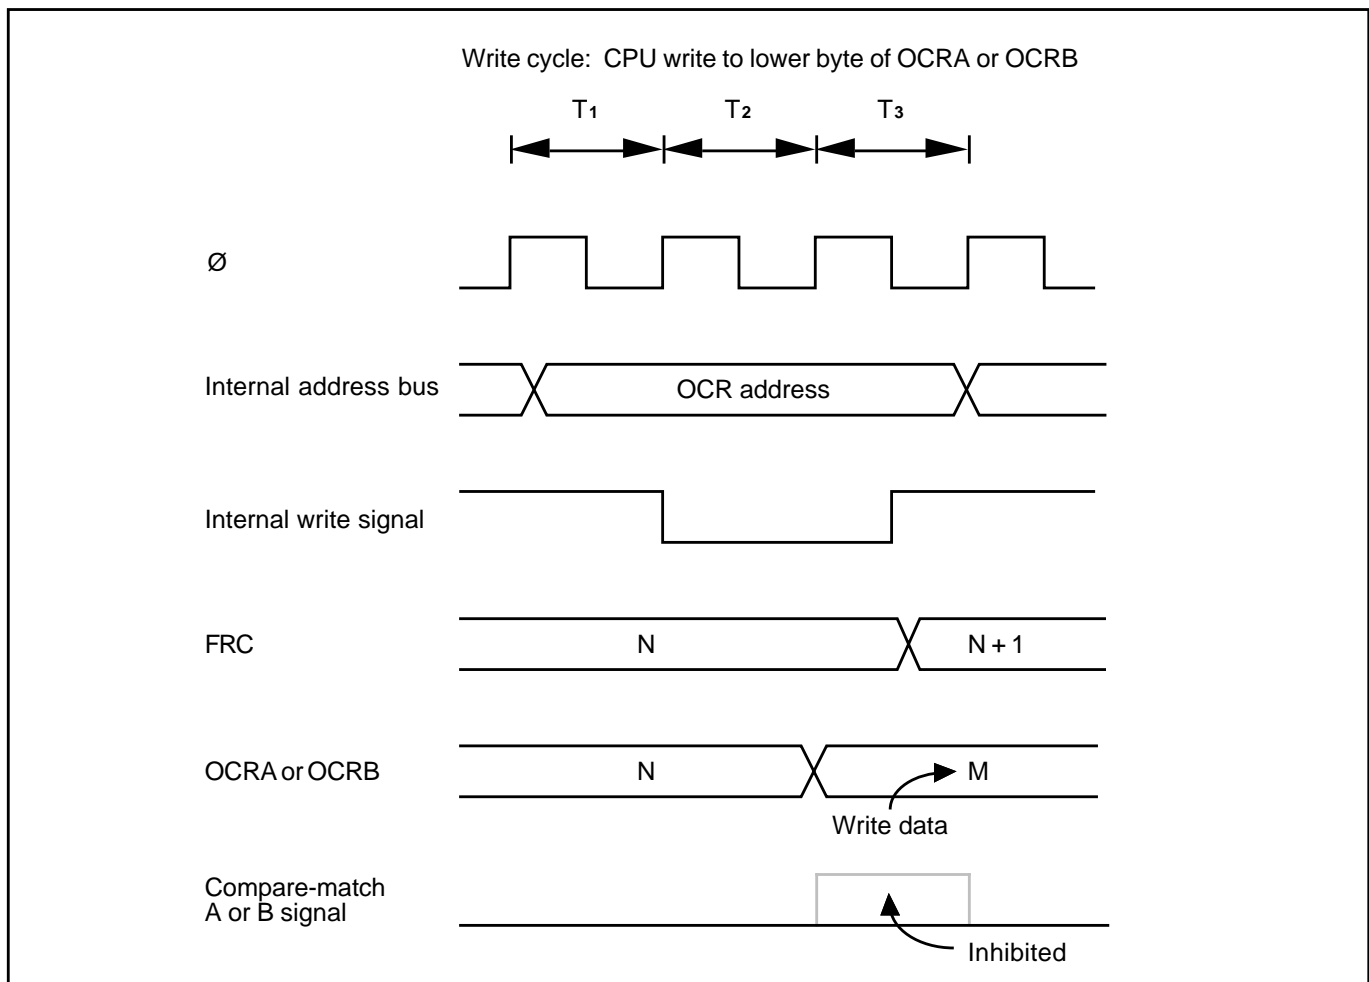 Write cycle: CPU write to lower byte of OCRA or OCRB
T1 T2 T3
Ø
Internal address bus
OCR address
Internal write signal
FRC
N
N + 1
OCRA or OCRB
N
M
Write data
Compare-match
A or B signal
Inhibited